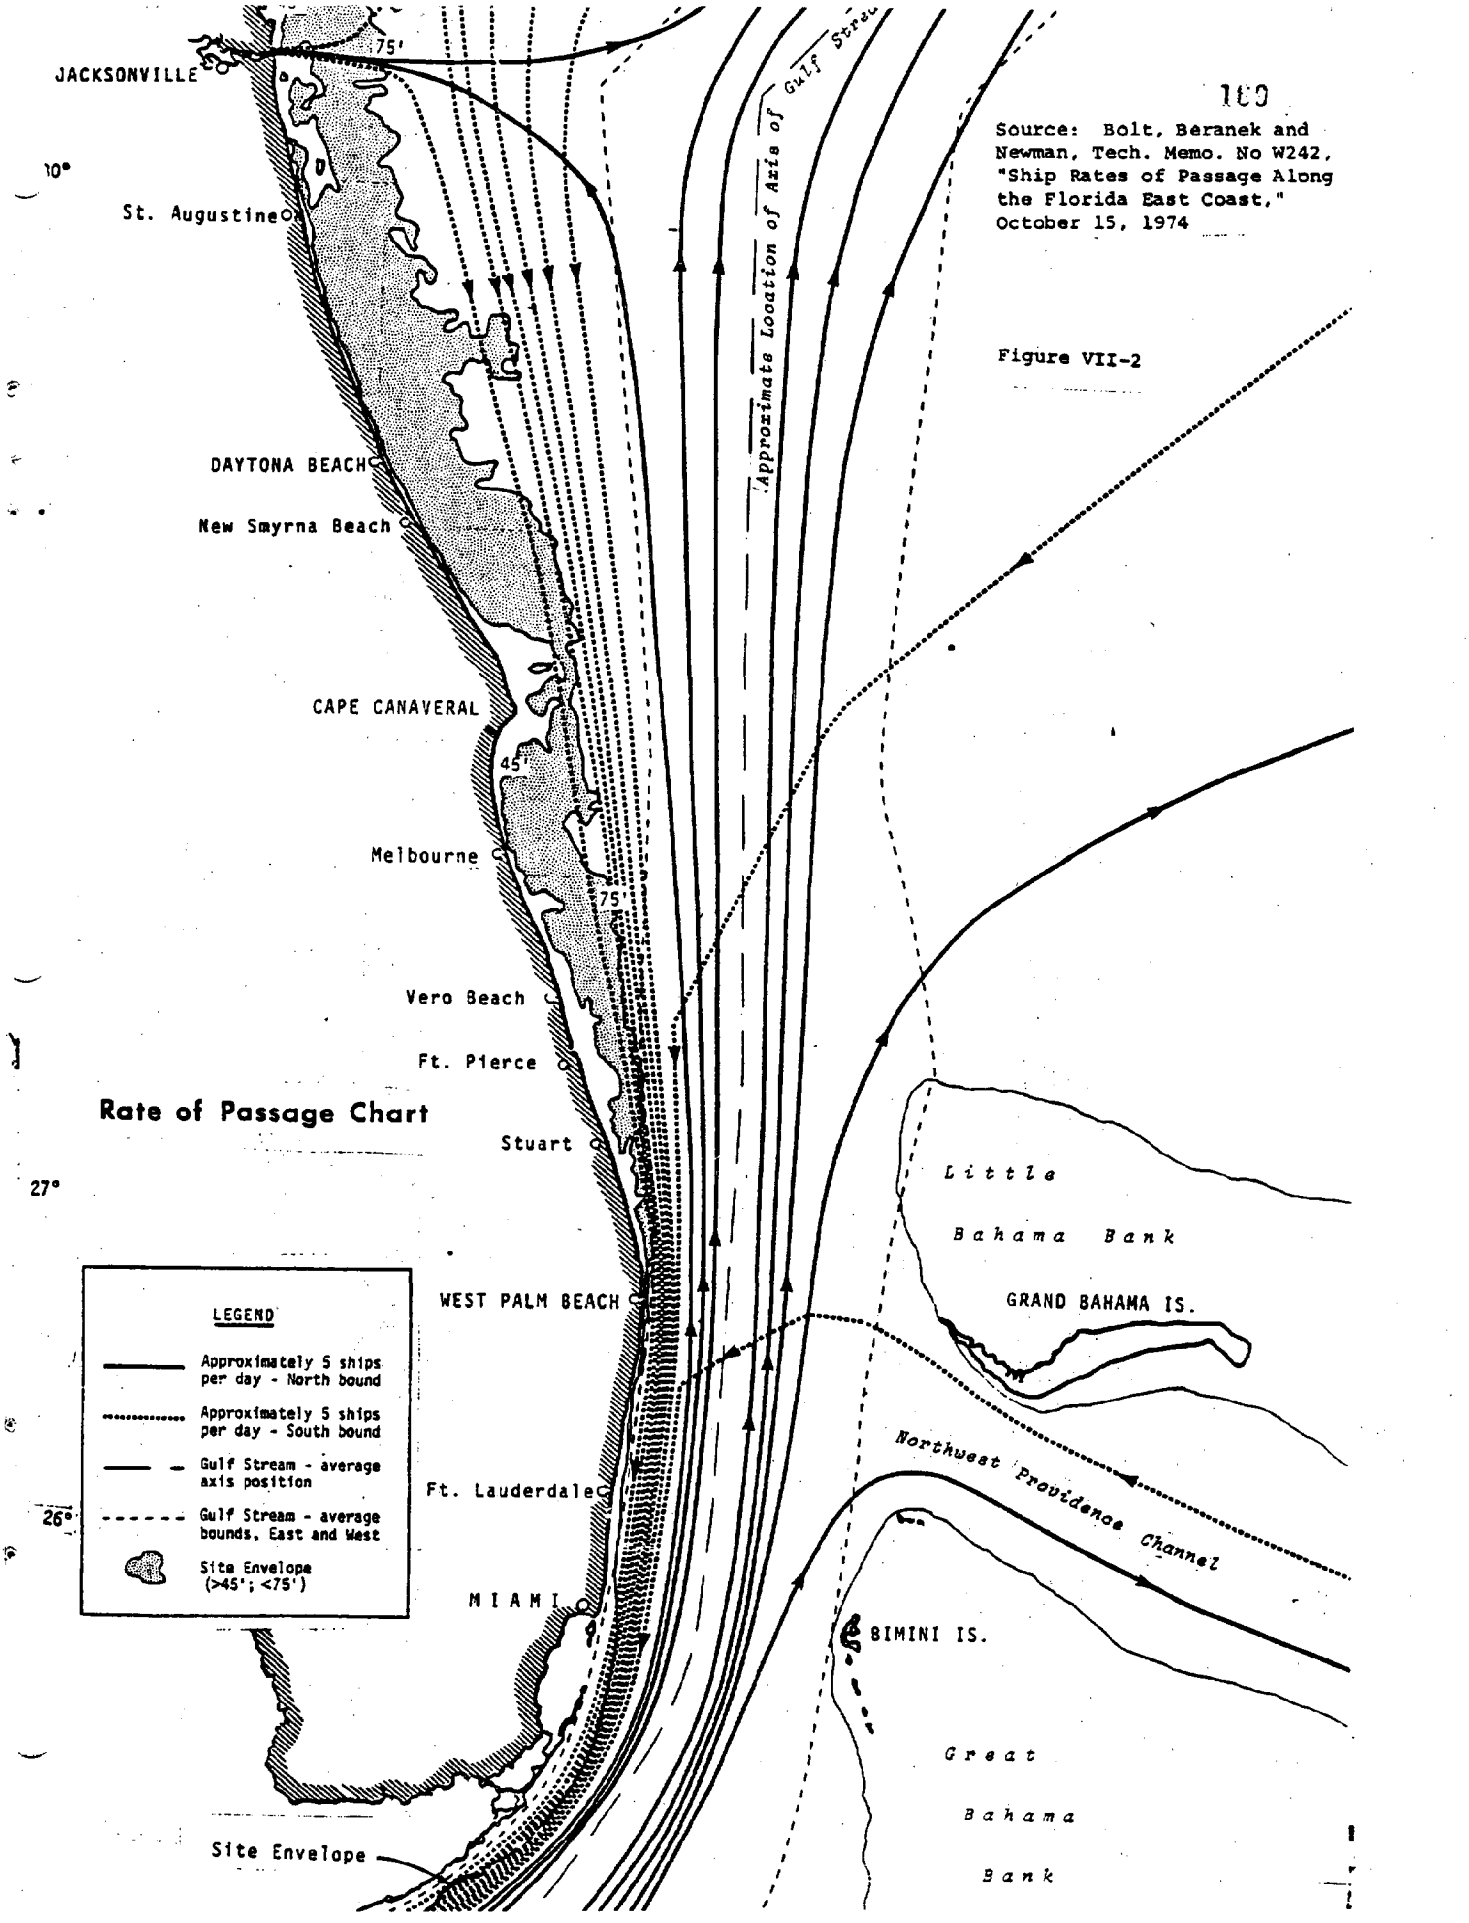 75'
JACKSONVILLE
Approximate Location of Axis of Gulf
Source: Bolt, Beranek and
Newman, Tech. Memo. No W242,
"Ship Rates of Passage Along
the Florida East Coast,"
October 15, 1974
St. Augustine
Figure VII-2
DAYTONA BEACH
New Smyrna Beach
CAPE CANAVERAL
45'
Melbourne
75'
Vero Beach
Ft. Pierce
Rate of Passage Chart
Stuart
27°
Little
Bahama Bank
WEST PALM BEACH
GRAND BAHAMA IS.
LEGEND
Approximately 5 ships
per day - North bound
Approximately 5 ships
per day - South bound
Gulf Stream - average
axis position
Gulf Stream - average
bounds, East and West
Site Envelope
(>45'; <75')
Northwest Providence Channel
Ft. Lauderdale
26°
MIAMI
BIMINI IS.
Great
Bahama
Bank
Site Envelope